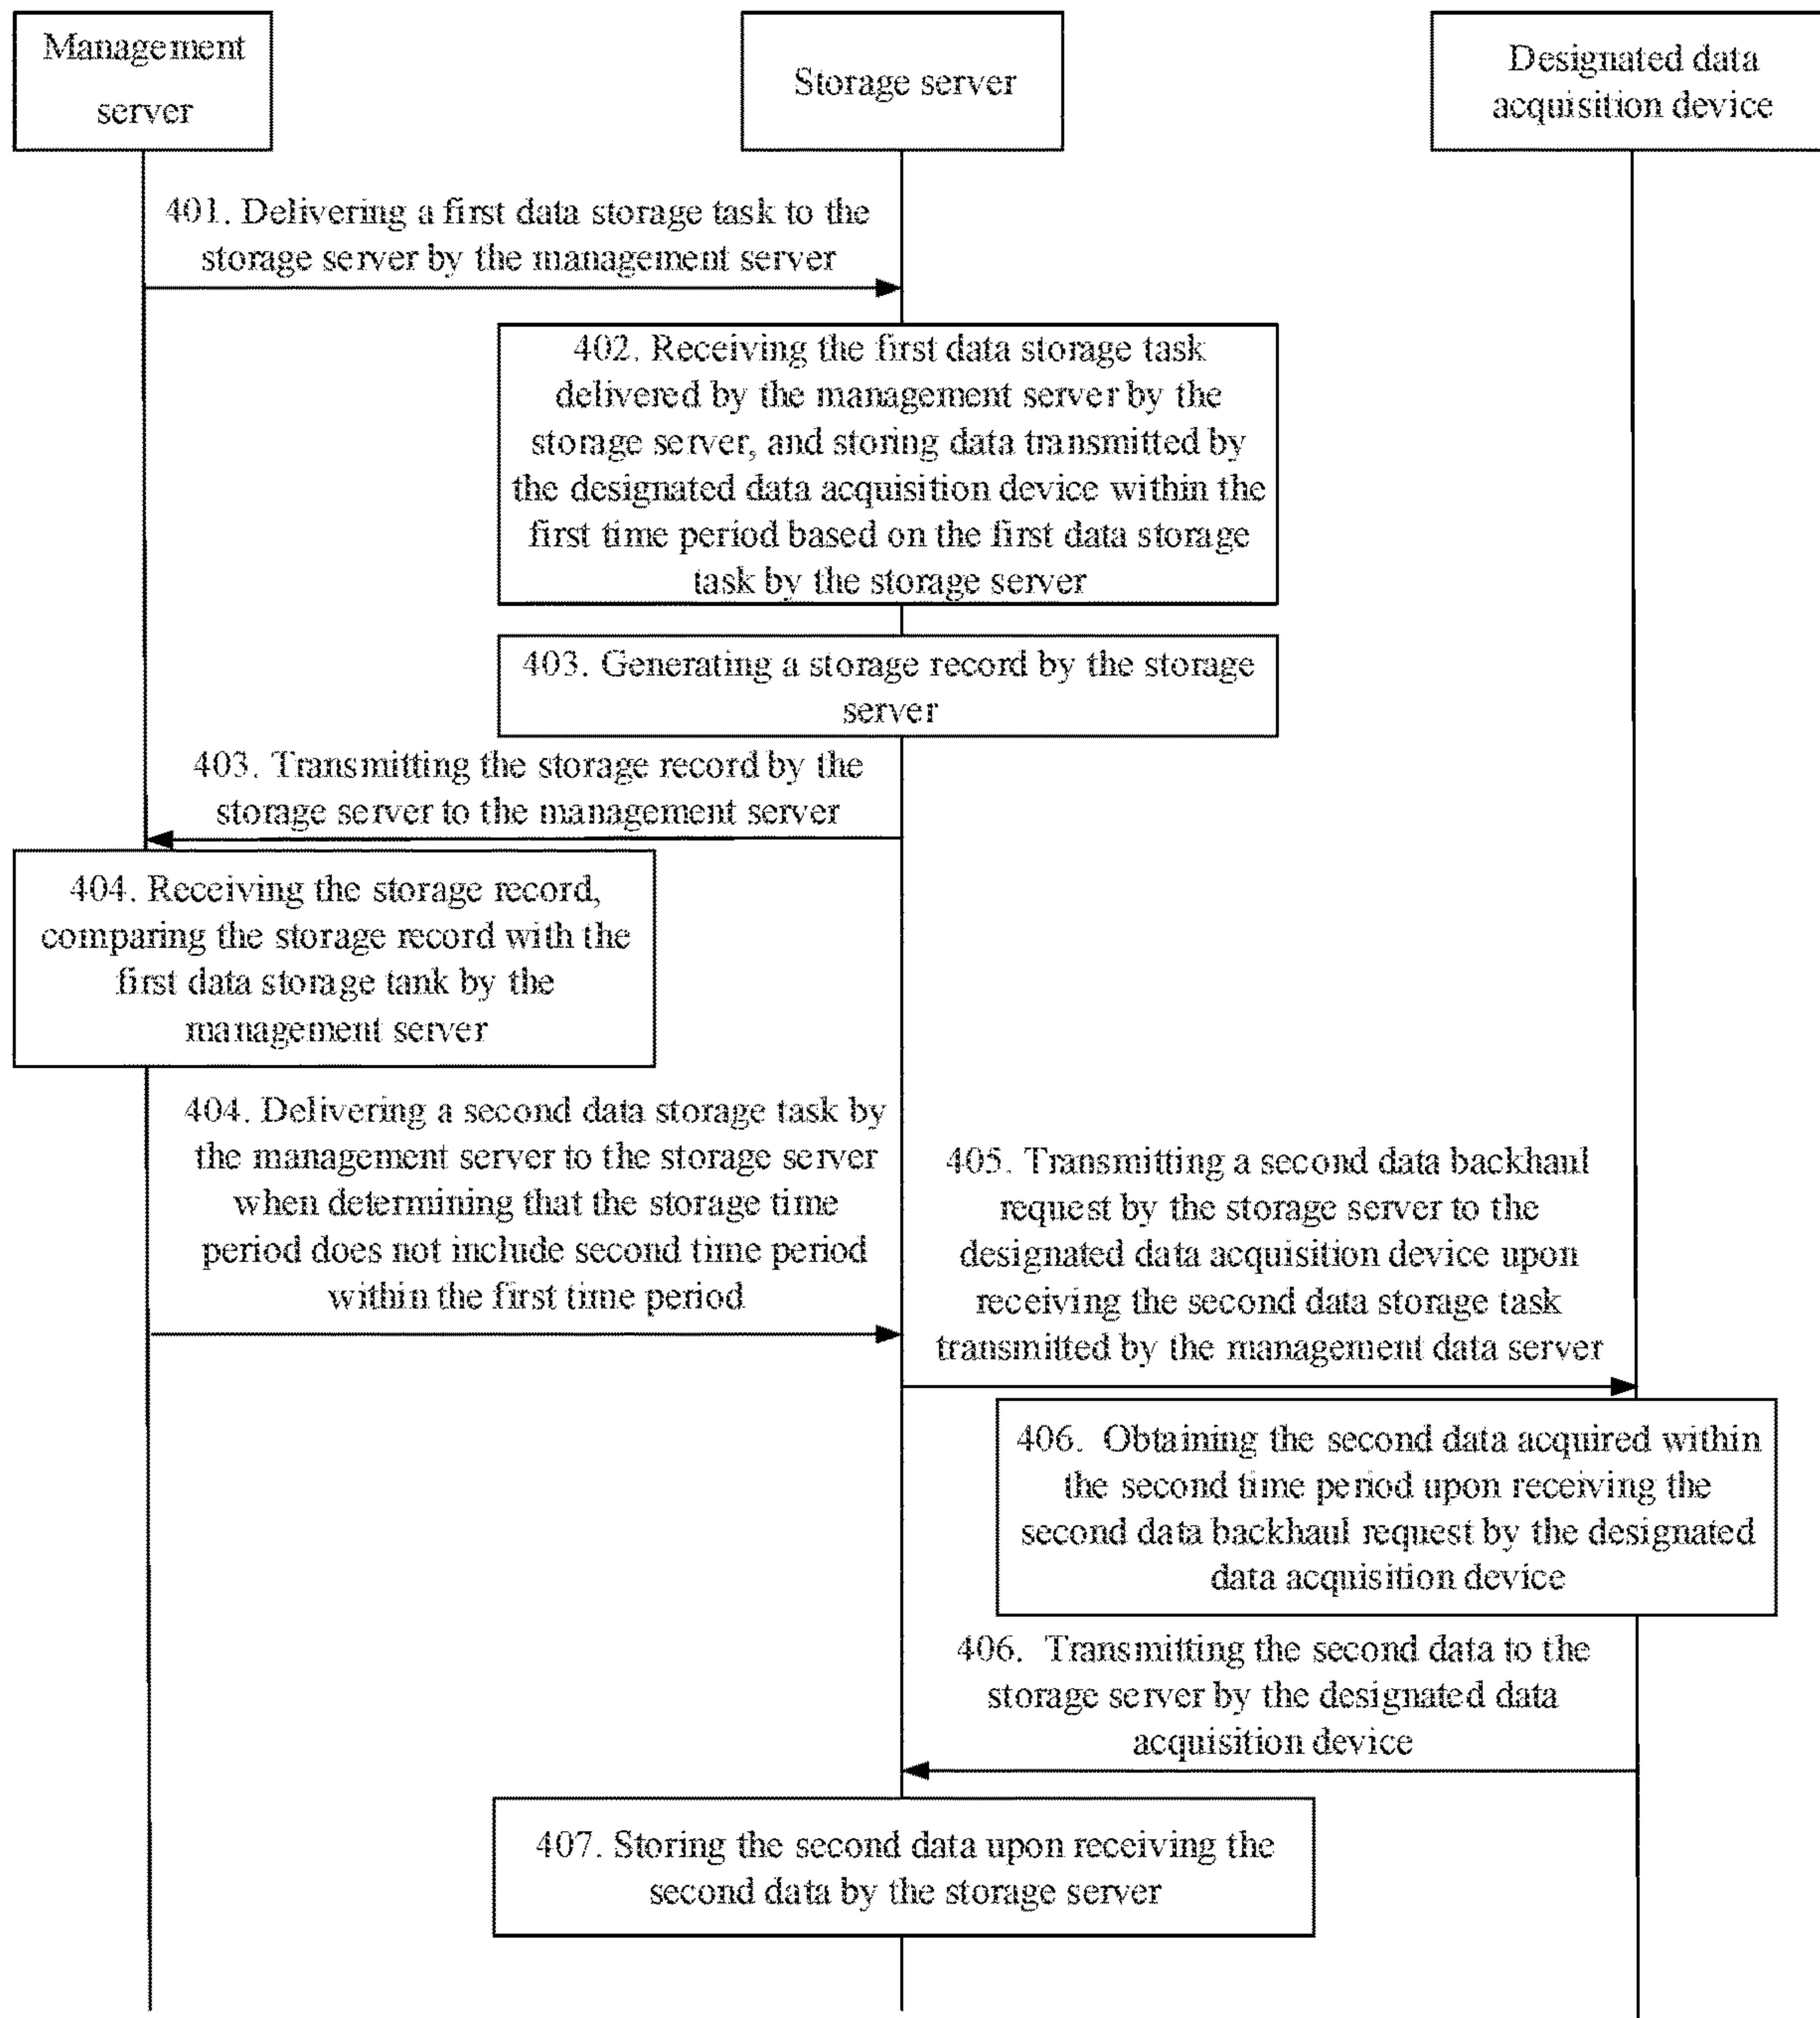 Management
server
Storage server
Designated data
acquisition device
401. Delivering a first data storage task to the
storage server by the management server
402. Receiving the first data storage task
delivered by the management server by the
storage server, and storing data transmitted by
the designated data acquisition device within the
first time period based on the first data storage
task by the storage server
403. Generating a storage record by the storage
server
403. Transmitting the storage record by the
storage server to the management server
404. Receiving the storage record,
comparing the storage record with the
first data storage tank by the
management server
404. Delivering a second data storage task by
the management server to the storage server
when determining that the storage time
period does not include second time period
within the first time period
405. Transmitting a second data backhaul
request by the storage server to the
designated data acquisition device upon
receiving the second data storage task
transmitted by the management data server
406. Obtaining the second data acquired within
the second time period upon receiving the
second data backhaul request by the designated
data acquisition device
406. Transmitting the second data to the
storage server by the designated data
acquisition device
407. Storing the second data upon receiving the
second data by the storage server